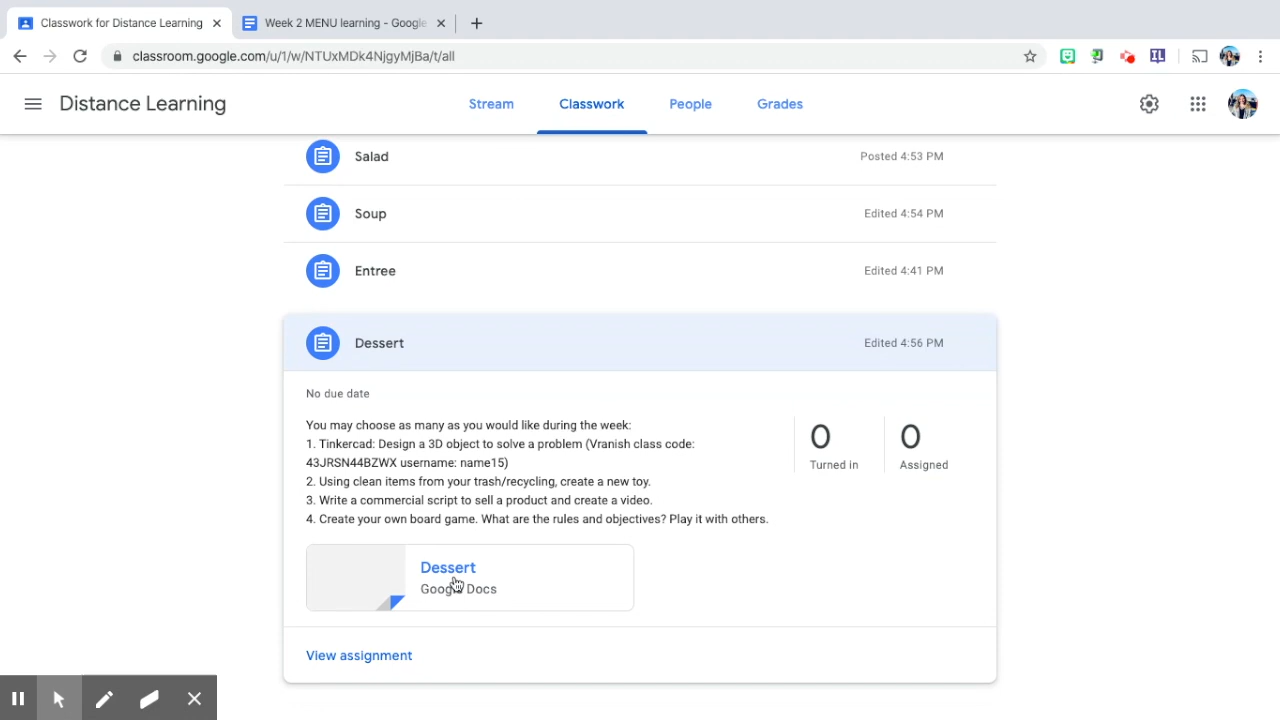 Classwork for Distance Learning
Week 2 MENU learning - Google
classroom.google.com/u/1/w/NTUxMDk4NjgyMjBa/t/all
IL
Distance Learning
Stream
Classwork
People
Grades
Salad
Posted 4:53 PM
Soup
Edited 4:54 PM
Entree
Edited 4:41 PM
Dessert
Edited 4:56 PM
No due date
You may choose as many as you would like during the week:
1. Tinkercad: Design a 3D object to solve a problem (Vranish class code:
43JRSN44BZWX username: name15)
2. Using clean items from your trash/recycling, create a new toy.
3. Write a commercial script to sell a product and create a video.
4. Create your own board game. What are the rules and objectives? Play it with others.
0
Turned in
0
Assigned
Dessert
Google Docs
View assignment